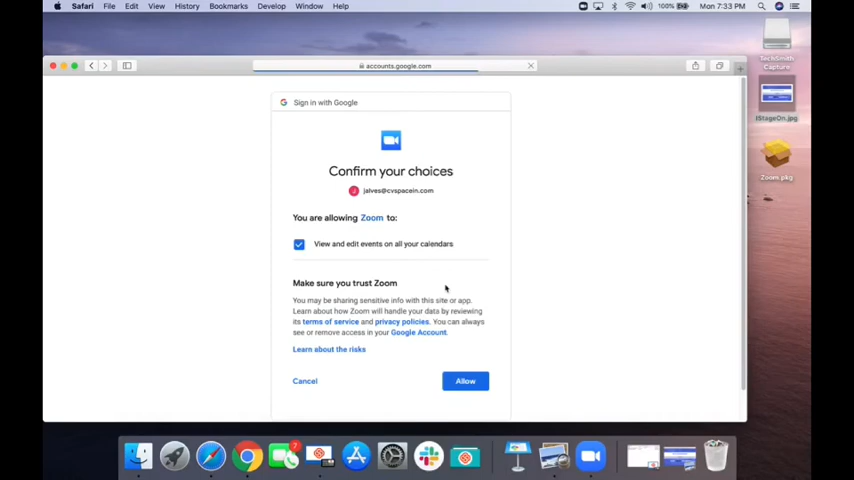 Safari File Edit View History Bookmarks Develop Window Help
100% Mon 7:33 PM
accounts.google.com
TechSmith
Capture
iStageOn.jpg
Zoom.pkg
G Sign in with Google
Confirm your choices
J jalves@cvspacein.com
You are allowing Zoom to:
View and edit events on all your calendars
Make sure you trust Zoom
You may be sharing sensitive info with this site or app.
Learn about how Zoom will handle your data by reviewing
its terms of service and privacy policies. You can always
see or remove access in your Google Account.
Learn about the risks
Cancel Allow
7